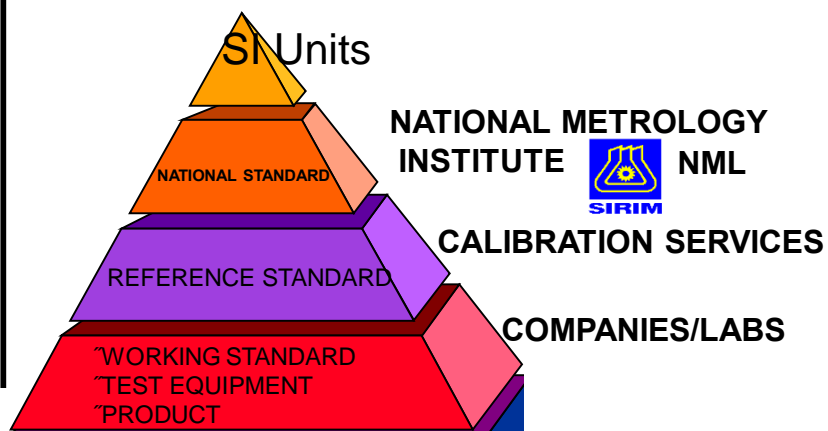 SI Units
NATIONAL METROLOGY
INSTITUTE NML
SIRIM
NATIONAL STANDARD
CALIBRATION SERVICES
REFERENCE STANDARD
COMPANIES/LABS
˝WORKING STANDARD
˝TEST EQUIPMENT
˝PRODUCT